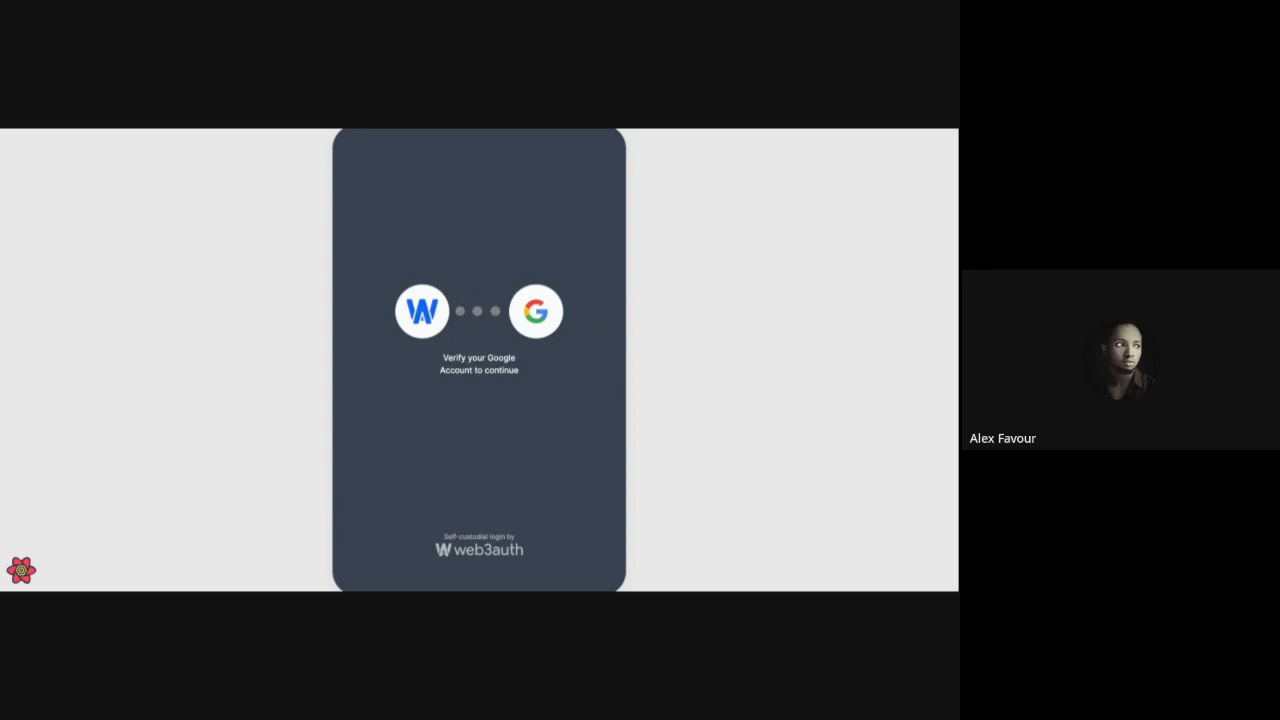 Verify your Google
Account to continue
Self-custodial login by
web3auth
Alex Favour